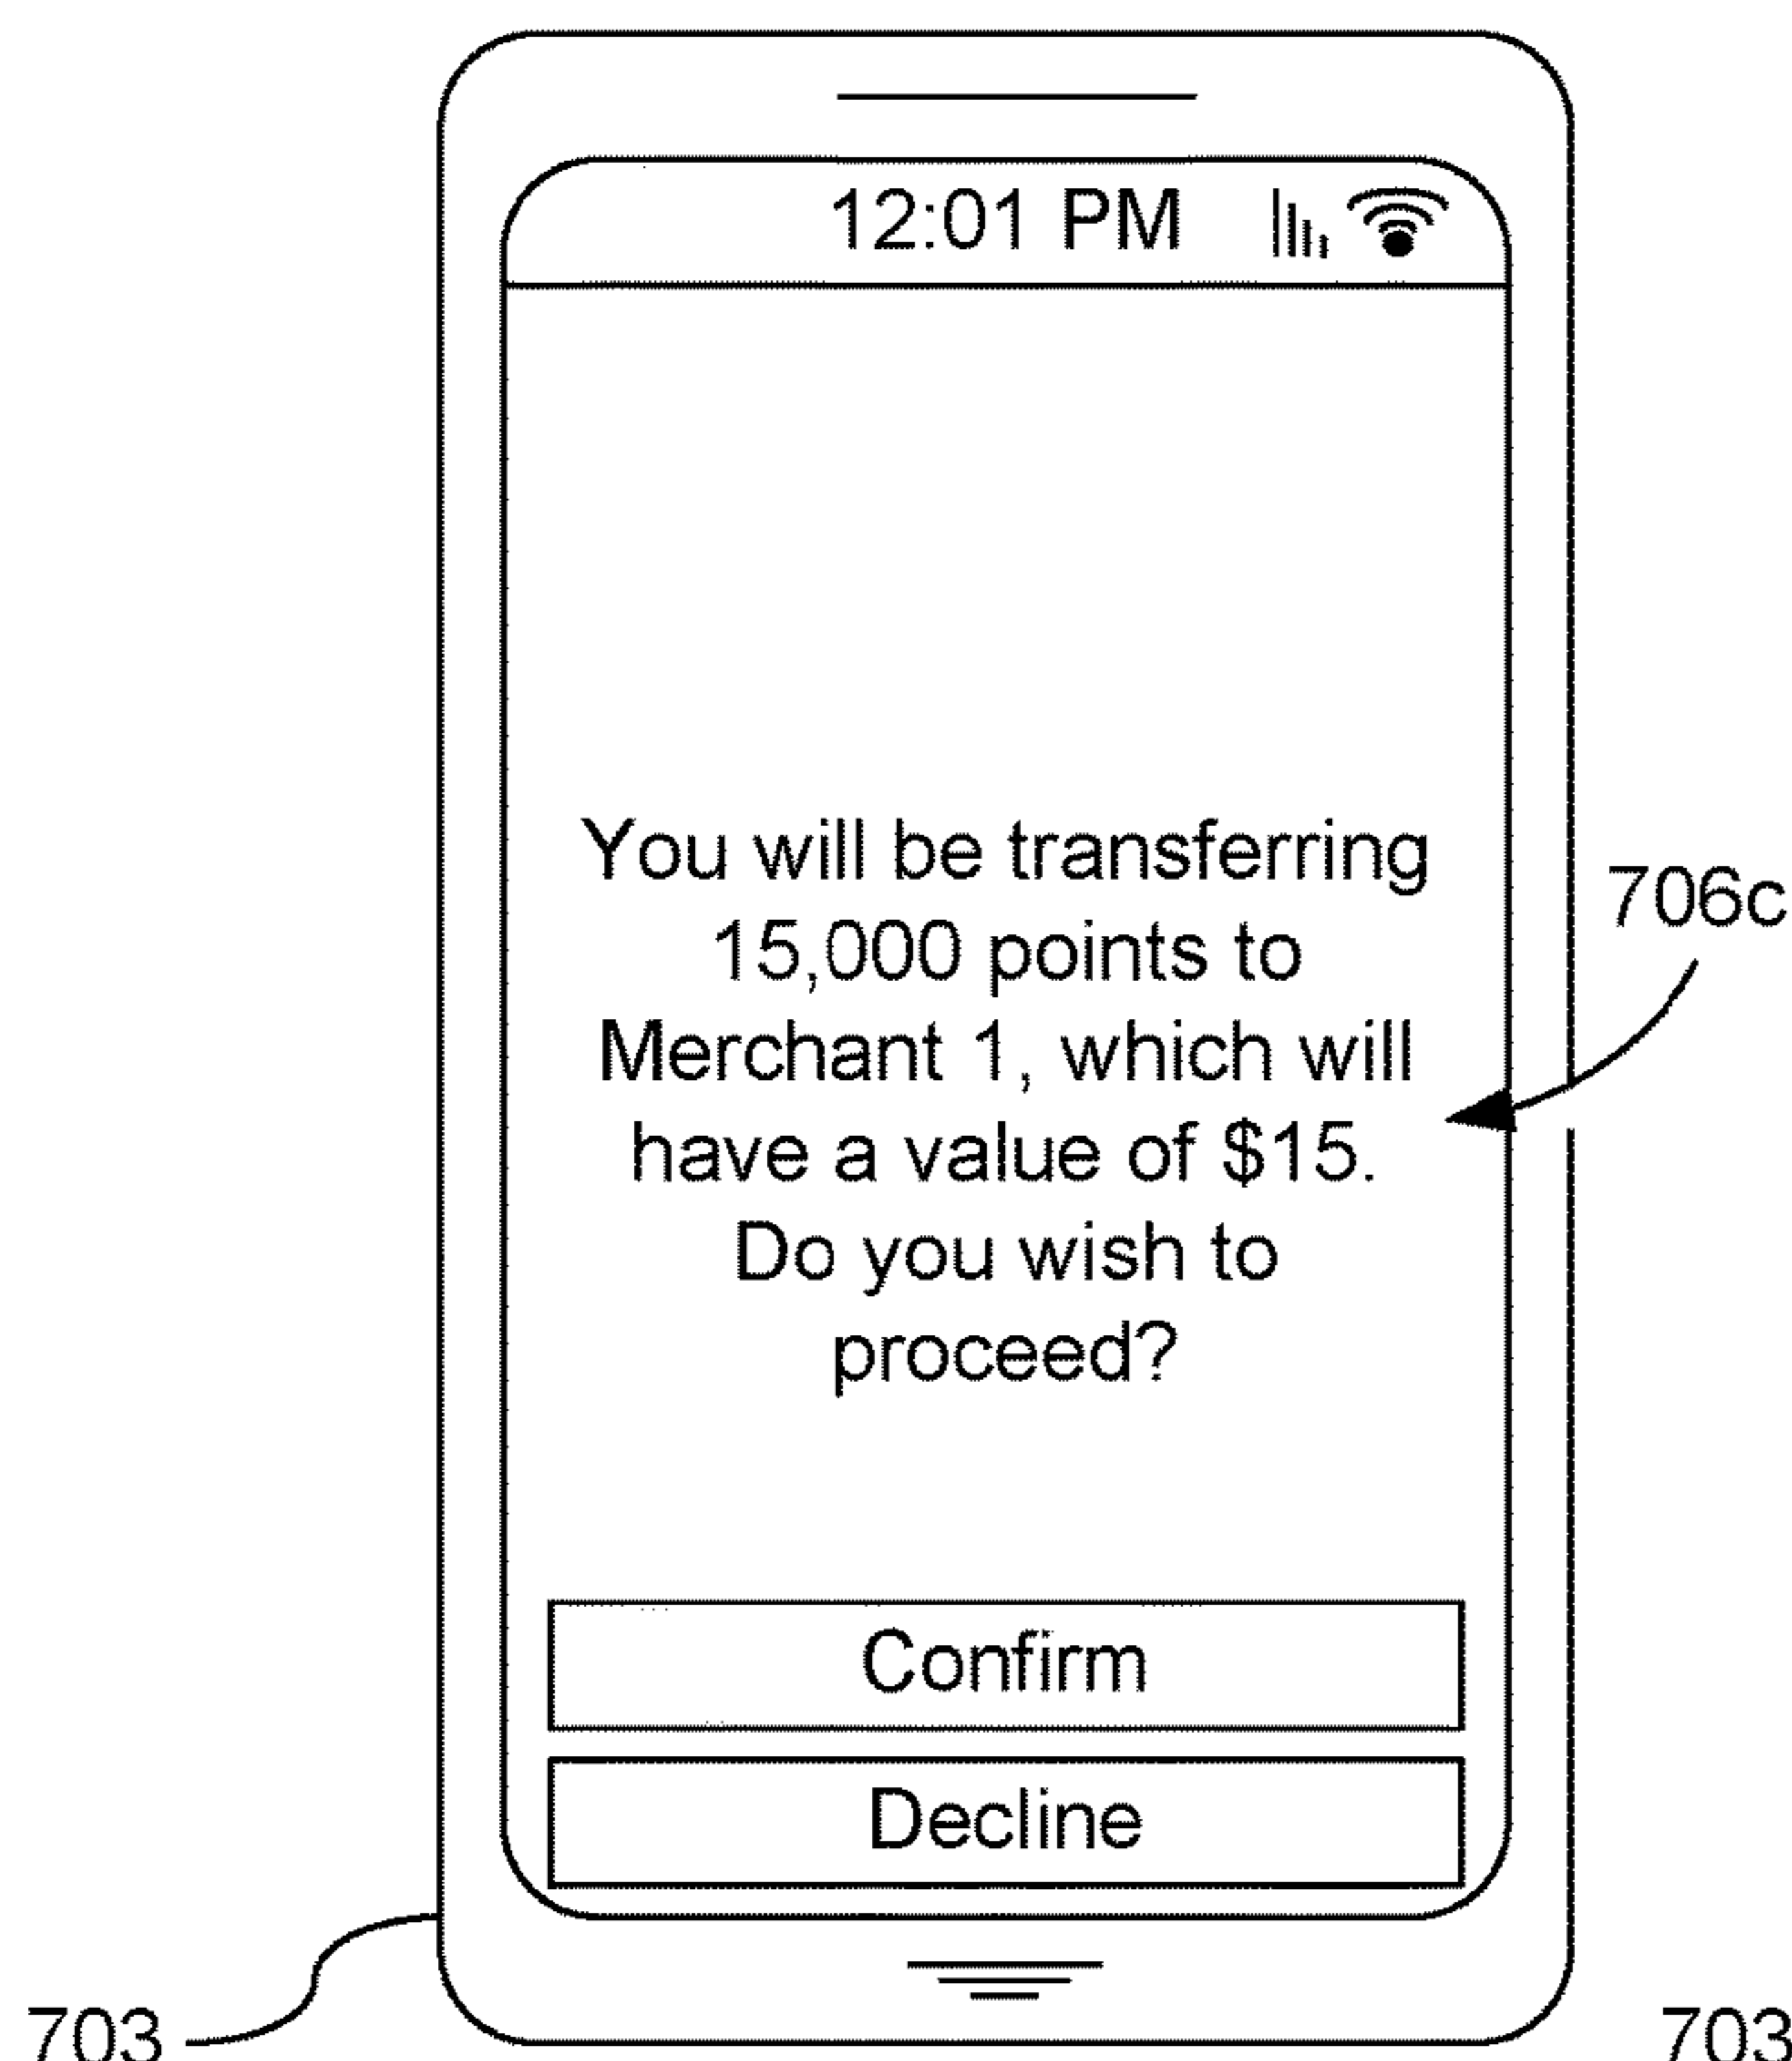 12:01 PM
You will be transferring
15,000 points to
Merchant 1, which will
have a value of $15.
Do you wish to
proceed?
706c
Confirm
Decline
703
703